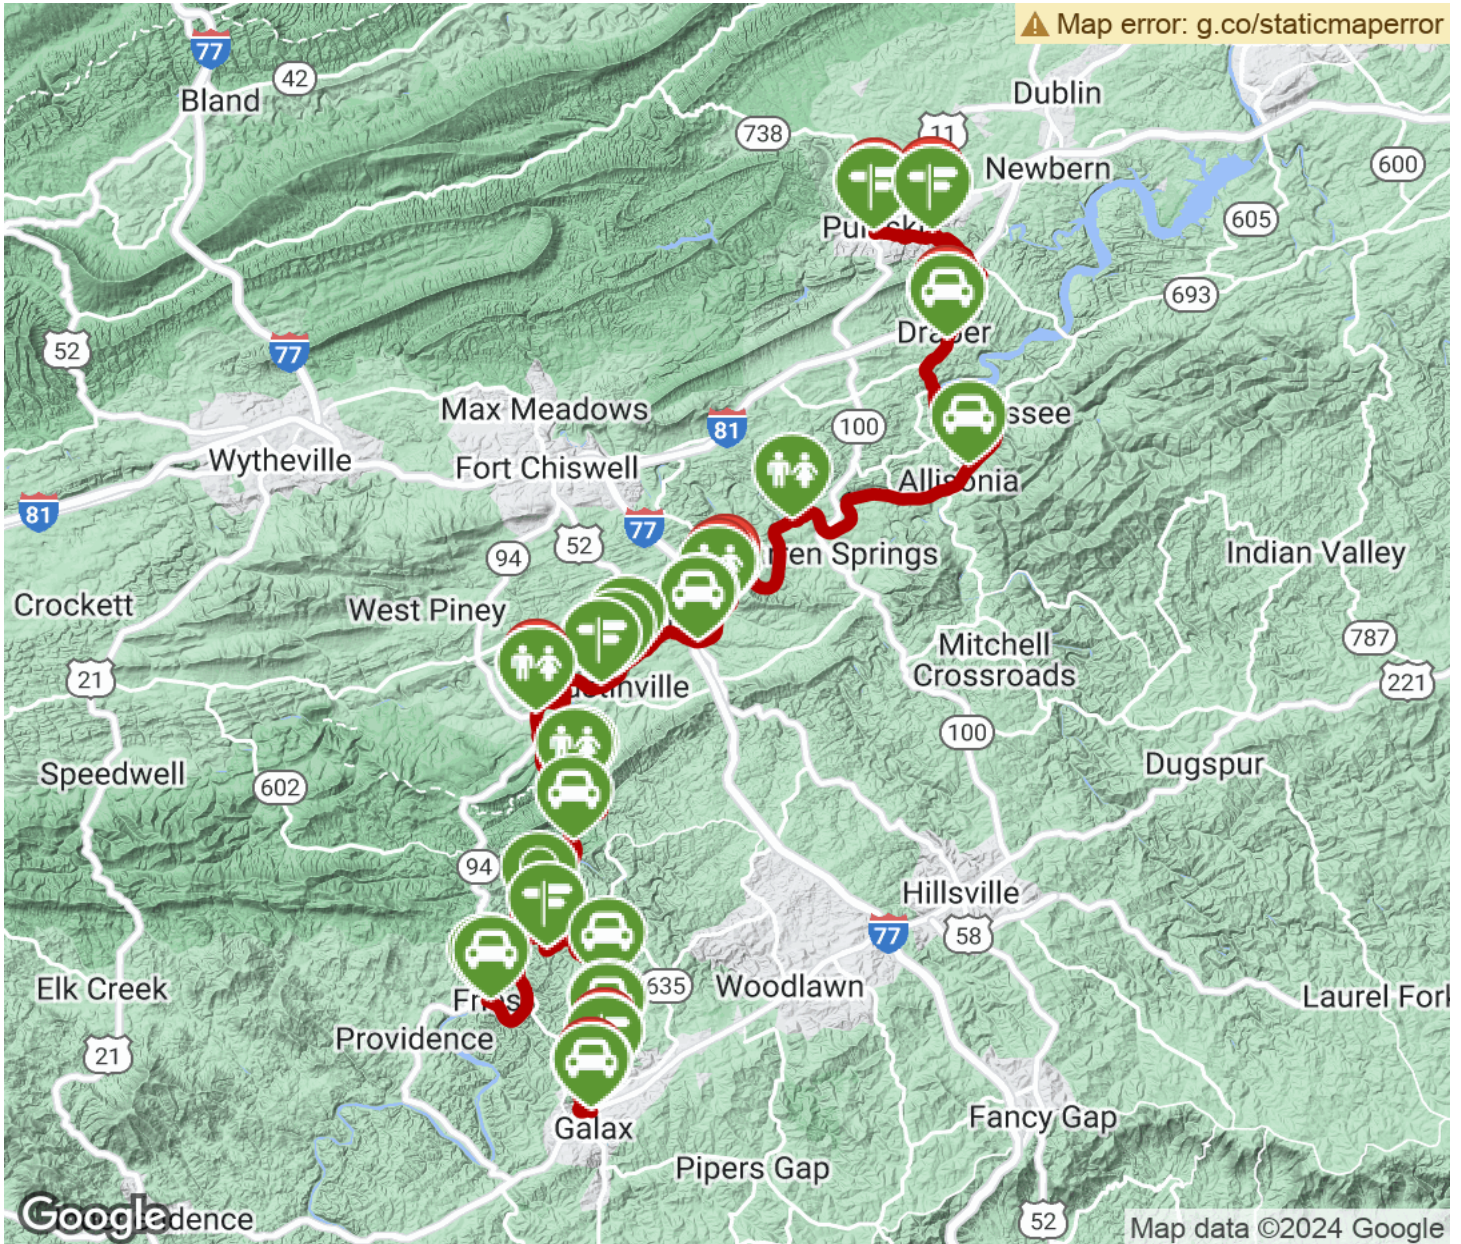 Map error: g.co/staticmaperror
77
42
Bland
Dublin
738
11
Newbern
600
605
693
52
77
Max Meadows
81
100
Wytheville
Fort Chiswell
Allisonia
81
77
52
94
Indian Valley
Crockett
West Piney
787
Mitchell
Crossroads
21
221
100
Speedwell
602
Dugspur
94
Hillsville
77
58
Elk Creek
635
Woodlawn
Laurel Fork
Providence
21
Fancy Gap
Galax
Pipers Gap
Google
52
Map data ©2024 Google